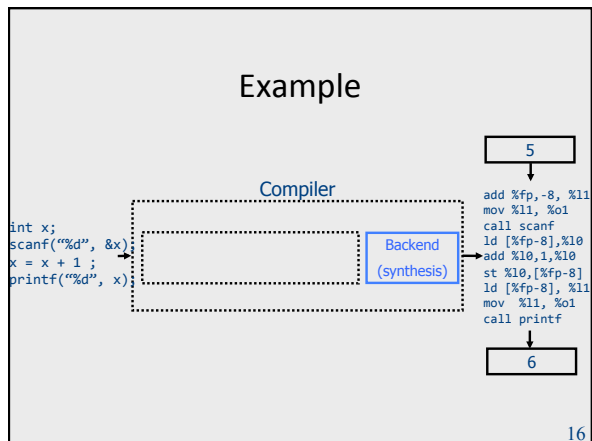 Example
int x;
scanf(“%d”, &x);
x = x + 1 ;
printf(“%d”, x);
Compiler
Backend
(synthesis)
5
add %fp,-8, %l1
mov %l1, %o1
call scanf
ld [%fp-8],%l0
add %l0,1,%l0
st %l0,[%fp-8]
ld [%fp-8], %l1
mov %l1, %o1
call printf
6
16